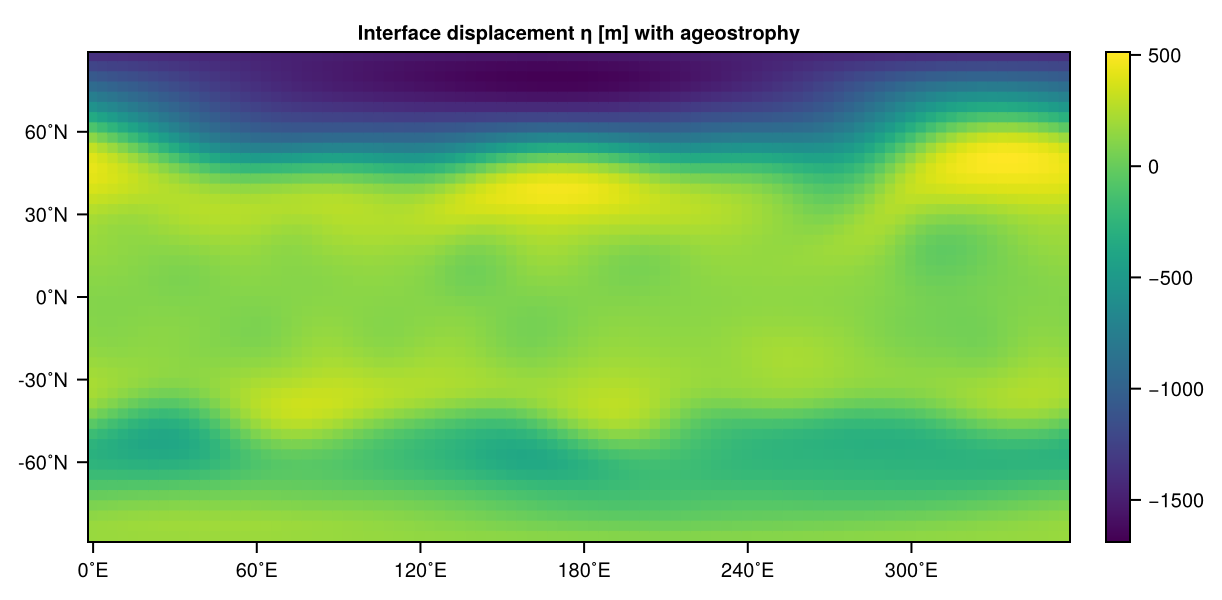 Interface displacement η [m] with ageostrophy
60˚N
30˚N
0˚N
-30˚N
-60˚N
0˚E
60˚E
120˚E
180˚E
240˚E
300˚E
500
0
−500
−1000
−1500